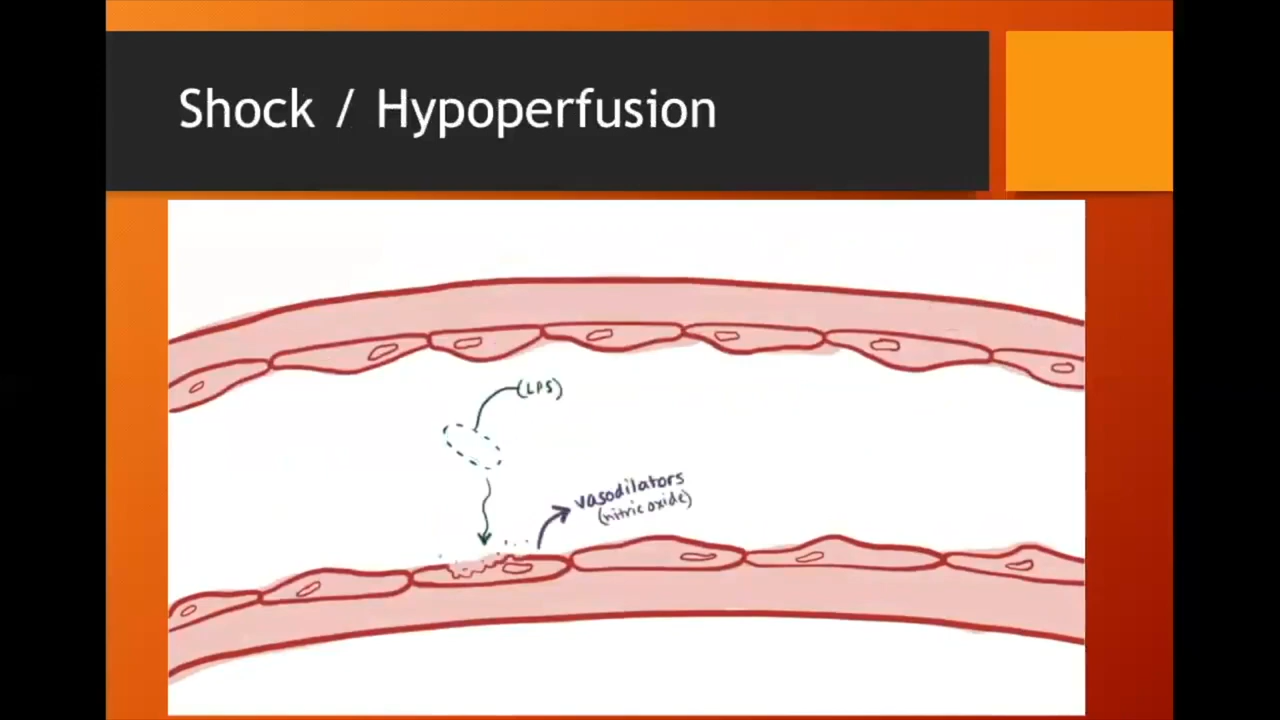 Shock / Hypoperfusion
(LPS)
vasodilators
(nitric oxide)